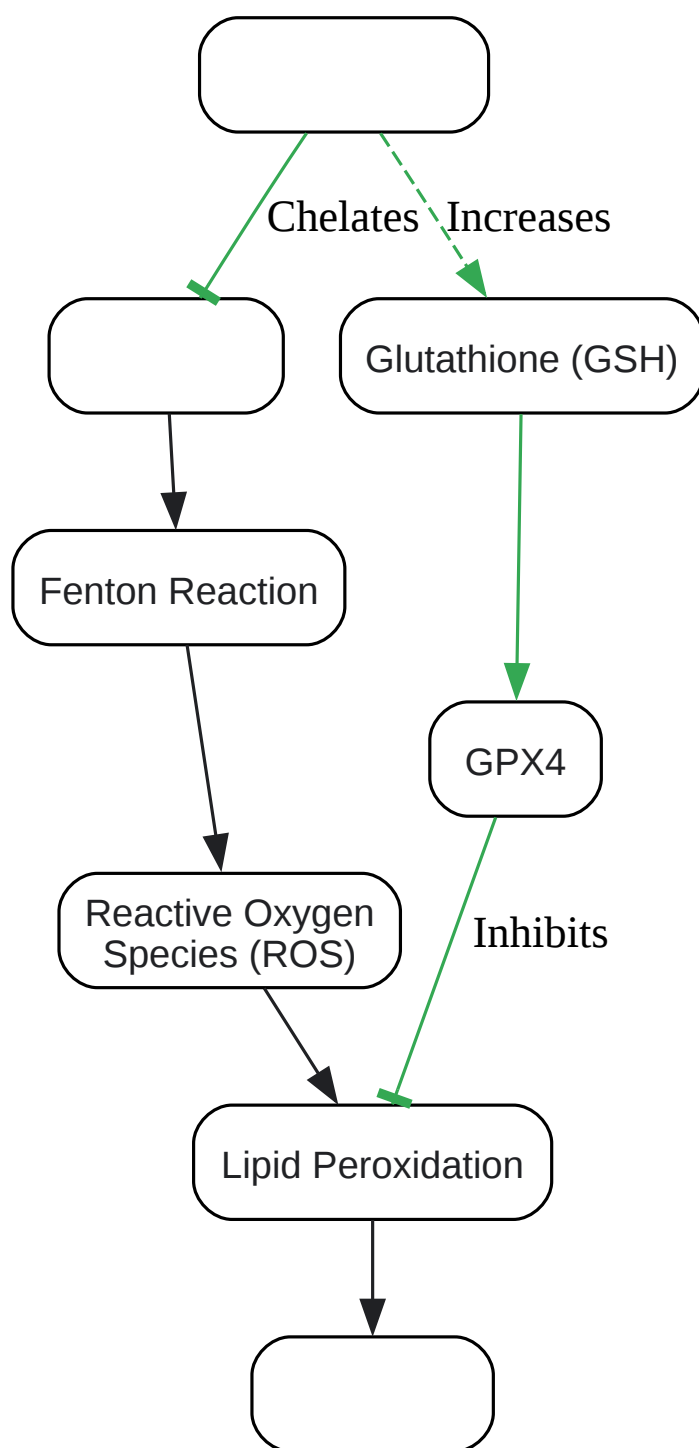 Chelates
Increases
Glutathione (GSH)
Fenton Reaction
GPX4
Reactive Oxygen
Species (ROS)
Inhibits
Lipid Peroxidation